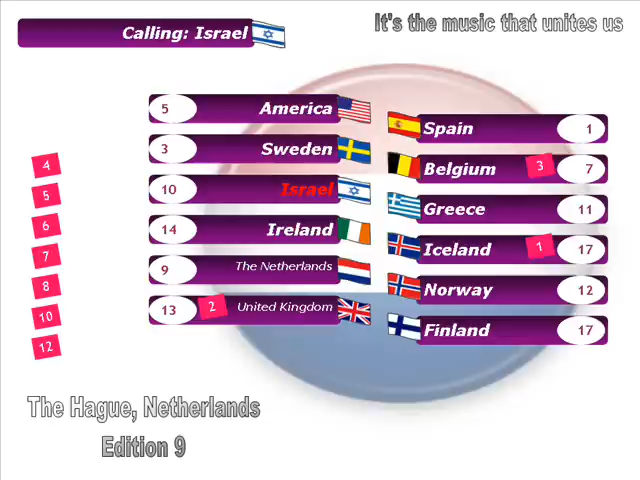 Calling: Israel
It's the music that unites us
5 America
3 Sweden
10 Israel
14 Ireland
9 The Netherlands
13 2 United Kingdom
Spain 1
Belgium 3 7
Greece 11
Iceland 1 17
Norway 12
Finland 17
4
5
6
7
8
10
12
The Hague, Netherlands
Edition 9